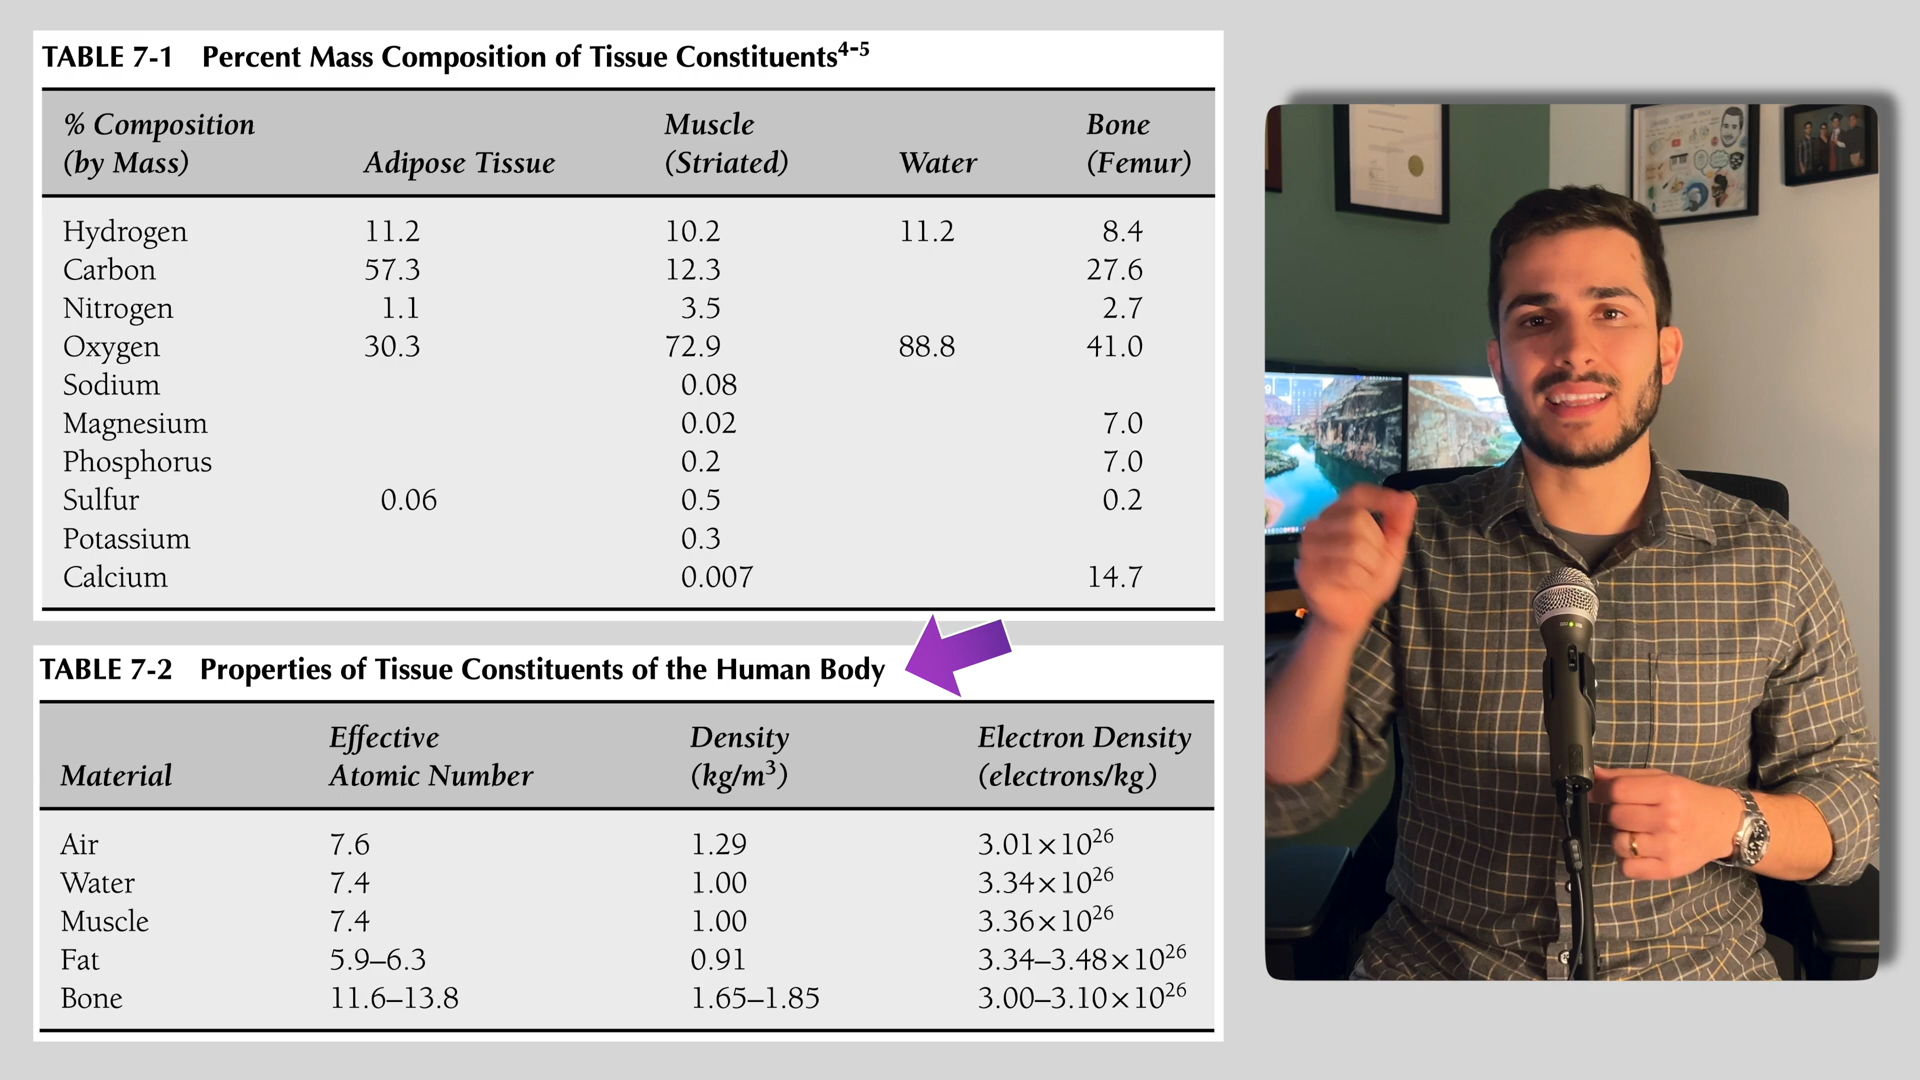 TABLE 7-1 Percent Mass Composition of Tissue Constituents⁴⁻⁵
% Composition (by Mass) Adipose Tissue Muscle (Striated) Water Bone (Femur)
Hydrogen 11.2 10.2 11.2 8.4
Carbon 57.3 12.3 27.6
Nitrogen 1.1 3.5 2.7
Oxygen 30.3 72.9 88.8 41.0
Sodium 0.08
Magnesium 0.02 7.0
Phosphorus 0.2 7.0
Sulfur 0.06 0.5 0.2
Potassium 0.3
Calcium 0.007 14.7
TABLE 7-2 Properties of Tissue Constituents of the Human Body
Material Effective Atomic Number Density (kg/m³) Electron Density (electrons/kg)
Air 7.6 1.29 3.01×10²⁶
Water 7.4 1.00 3.34×10²⁶
Muscle 7.4 1.00 3.36×10²⁶
Fat 5.9–6.3 0.91 3.34–3.48×10²⁶
Bone 11.6–13.8 1.65–1.85 3.00–3.10×10²⁶